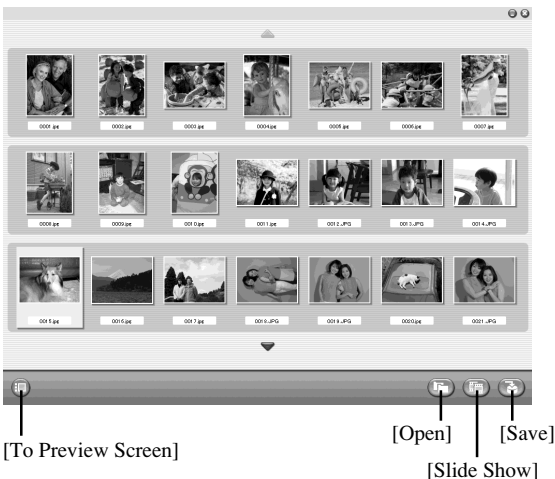 0001.jpg 0002.jpg 0003.jpg 0004.jpg 0005.jpg 0006.jpg 0007.jpg
0008.jpg 0009.jpg 0010.jpg 0011.jpg 0012.JPG 0013.JPG 0014.JPG
0015.jpg 0016.jpg 0017.jpg 0018.JPG 0019.JPG 0020.jpg 0021.JPG
[Open] [Save]
[To Preview Screen]
[Slide Show]